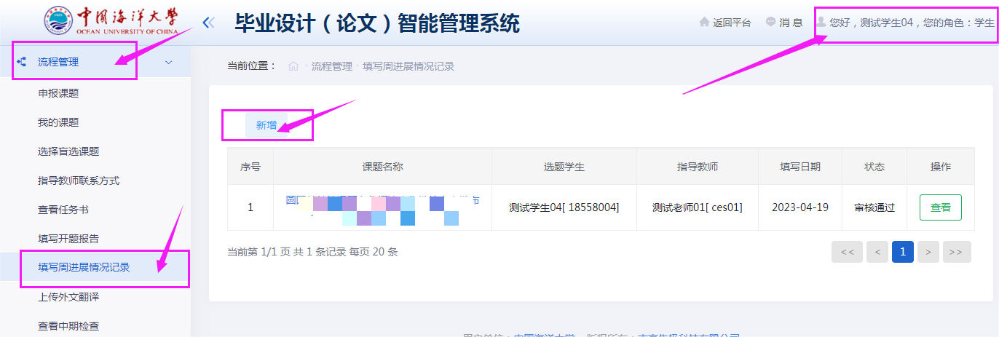 中国海洋大学
OCEAN UNIVERSITY OF CHINA
毕业设计（论文）智能管理系统
返回平台 消 息 您好，测试学生04，您的角色：学生
流程管理
当前位置： 流程管理 填写周进展情况记录
申报课题
我的课题
选择盲选课题
指导教师联系方式
查看任务书
填写开题报告
填写周进展情况记录
上传外文翻译
查看中期检查
新增
序号 课题名称 选题学生 指导教师 填写日期 状态 操作
1 测试学生04[ 18558004] 测试老师01[ ces01] 2023-04-19 审核通过 查看
当前第 1/1 页 共 1 条记录 每页 20 条 << < 1 > >>